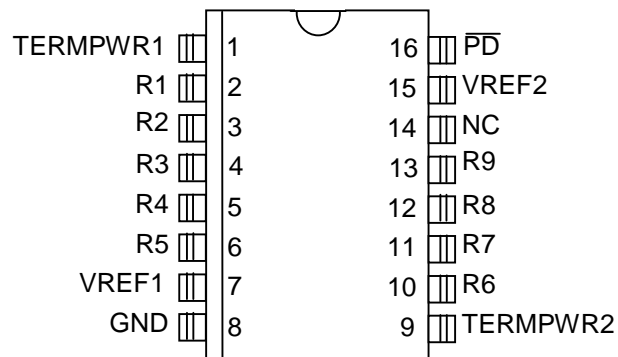 TERMPWR1 1 16 P̅D̅
R1 2 15 VREF2
R2 3 14 NC
R3 4 13 R9
R4 5 12 R8
R5 6 11 R7
VREF1 7 10 R6
GND 8 9 TERMPWR2